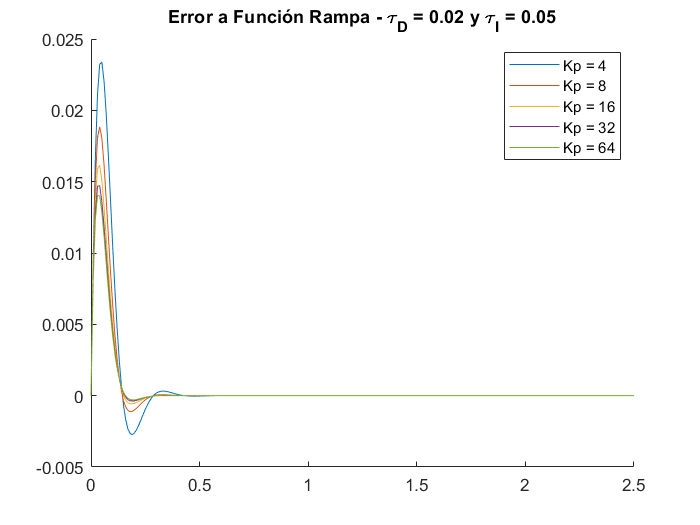 Error a Función Rampa - τD = 0.02 y τI = 0.05
0.025
0.02
0.015
0.01
0.005
0
-0.005
0 0.5 1 1.5 2 2.5
Kp = 4
Kp = 8
Kp = 16
Kp = 32
Kp = 64